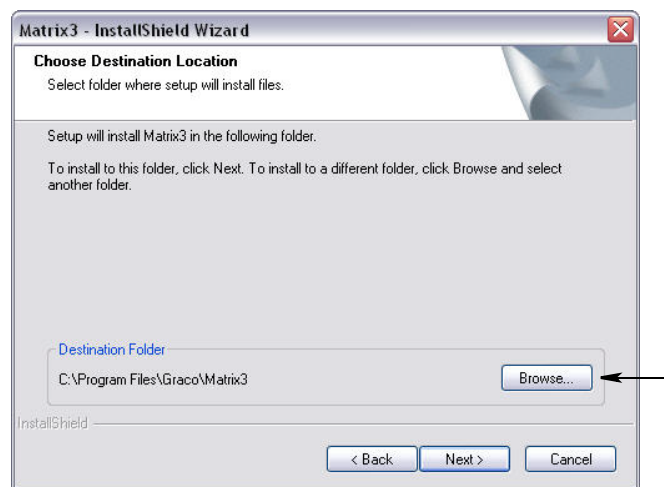 Matrix3 - InstallShield Wizard
Choose Destination Location
Select folder where setup will install files.
Setup will install Matrix3 in the following folder.
To install to this folder, click Next. To install to a different folder, click Browse and select
another folder.
Destination Folder
C:\Program Files\Graco\Matrix3
Browse...
InstallShield
< Back
Next >
Cancel